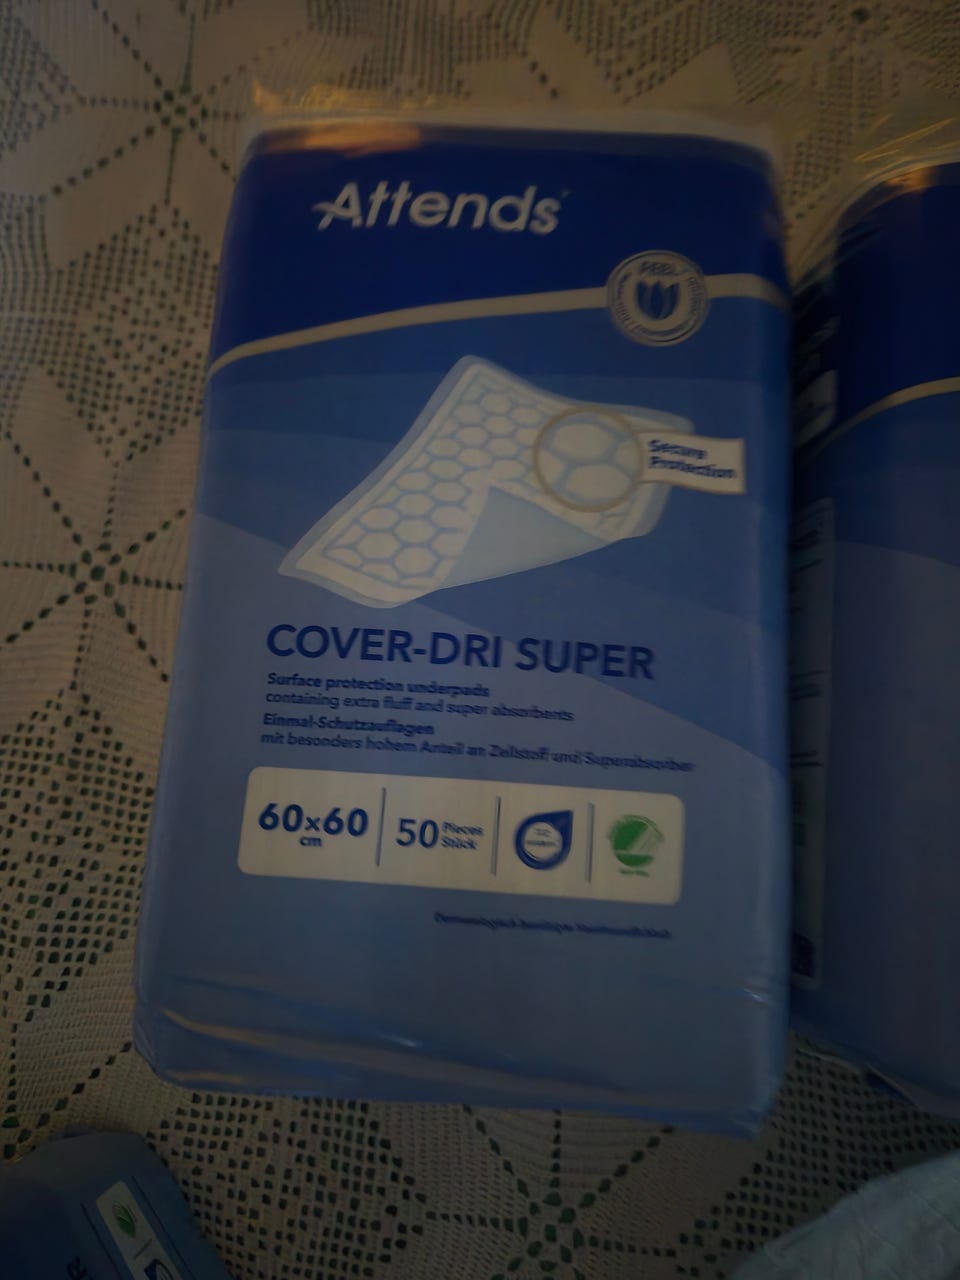 Attends
FEEL
Secure
Protection
COVER-DRI SUPER
Surface protection underpads
containing extra fluff and super absorbents
Einmal-Schutzauflagen
mit besonders hohem Anteil an Zellstoff und Superabsorber
60x60
cm
50 Pieces
Stück